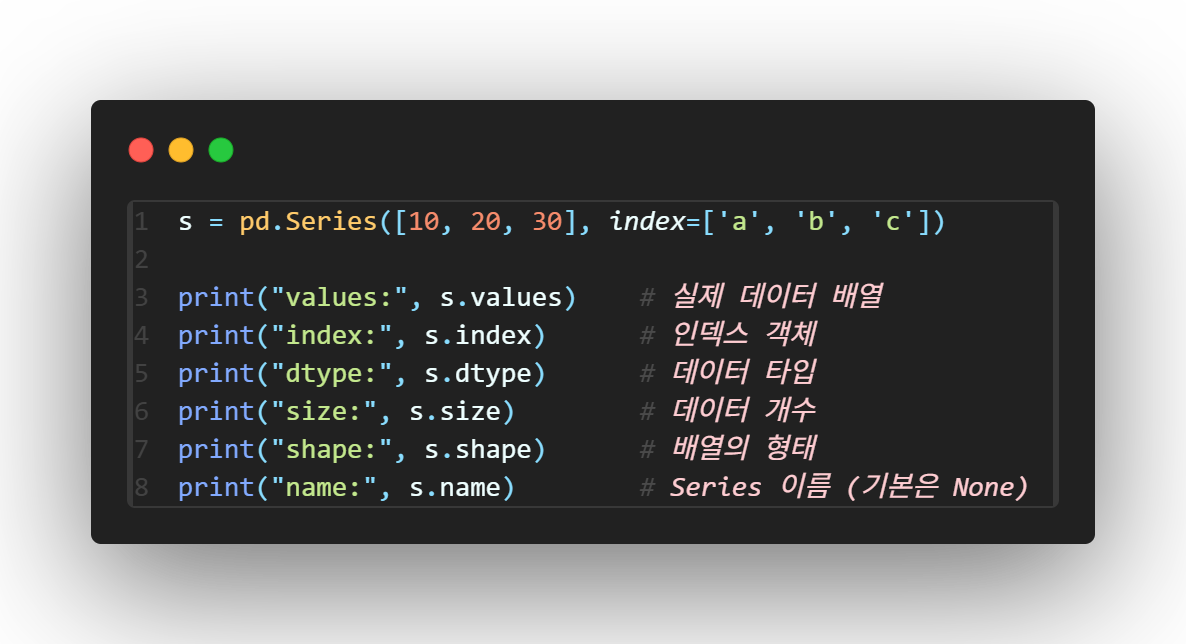 1 s = pd.Series([10, 20, 30], index=['a', 'b', 'c'])
2
3 print("values:", s.values)    # 실제 데이터 배열
4 print("index:", s.index)      # 인덱스 객체
5 print("dtype:", s.dtype)      # 데이터 타입
6 print("size:", s.size)        # 데이터 개수
7 print("shape:", s.shape)      # 배열의 형태
8 print("name:", s.name)        # Series 이름 (기본은 None)